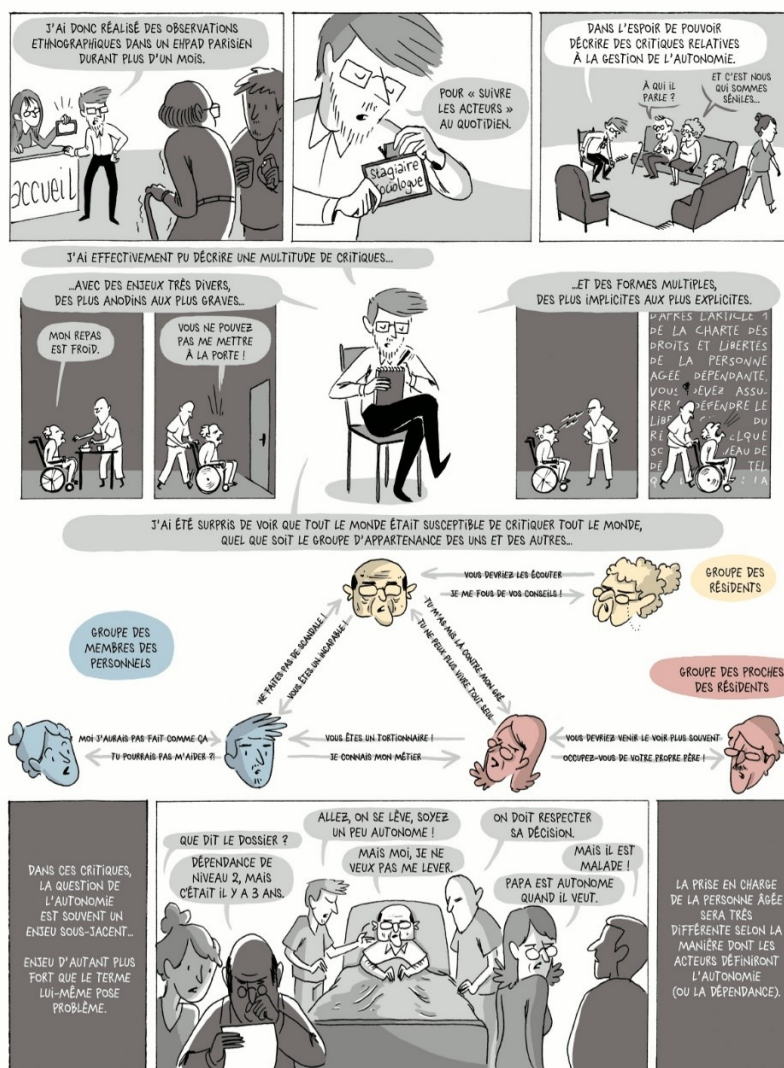 J'Ai DONC RÉALISÉ DES OBSERVATIONS
ETHNOGRAPHIQUES DANS UN EHPAD PARISIEN
DURANT PLUS D'UN MOIS.
accueil
POUR « SUIVRE
LES ACTEURS »
AU QUOTIDIEN.
Stagiaire
sociologue
DANS L'ESPOIR DE POUVOIR
DÉCRIRE DES CRITIQUES RELATIVES
À LA GESTION DE L'AUTONOMIE.
À QUI IL
PARLE ?
ET C'EST NOUS
QUI SOMMES
SÉNILES...
J'Ai EFFECTIVEMENT PU DÉCRIRE UNE MULTITUDE DE CRITIQUES...
...AVEC DES ENJEUX TRÈS DIVERS,
DES PLUS ANODINS AUX PLUS GRAVES...
MON REPAS
EST FROID.
VOUS NE POUVEZ
PAS ME METTRE
À LA PORTE !
...ET DES FORMES MULTIPLES,
DES PLUS IMPLICITES AUX PLUS EXPLICITES.
D'APRÈS L'ARTICLE 1
DE LA CHARTE DES
DROITS ET LIBERTÉS
DE LA PERSONNE
AGÉE DÉPENDANTE,
VOUS DEVEZ ASSU-
RER DÉFENDRE LE
DU
TEL
J'Ai ÉTÉ SURPRIS DE VOIR QUE TOUT LE MONDE ÉTAIT SUSCEPTIBLE DE CRITIQUER TOUT LE MONDE,
QUEL QUE SOIT LE GROUPE D'APPARTENANCE DES UNS ET DES AUTRES...
VOUS DEVRIEZ LES ÉCOUTER
JE ME FOUS DE VOS CONSEILS !
GROUPE DES
RÉSIDENTS
GROUPE DES
MEMBRES DES
PERSONNELS
NE FAITES PAS DE SCANDALE !
VOUS ÊTES UN INCAPABLE !
TU M'AS MIS LÀ CONTRE MON GRÉ
TU NE PEUX PLUS VIVRE TOUT SEUL
GROUPE DES PROCHES
DES RÉSIDENTS
MOI J'AURAIS PAS FAIT COMME ÇA
TU POURRAIS PAS M'AIDER ?!
VOUS ÊTES UN TORTIONNAIRE !
JE CONNAIS MON MÉTIER
VOUS DEVRIEZ VENIR LE VOIR PLUS SOUVENT
OCCUPEZ-VOUS DE VOTRE PROPRE PÈRE !
DANS CES CRITIQUES,
LA QUESTION DE
L'AUTONOMIE
EST SOUVENT UN
ENJEU SOUS-JACENT...
ENJEU D'AUTANT PLUS
FORT QUE LE TERME
LUI-MÊME POSE
PROBLÈME.
QUE DIT LE DOSSIER ?
DÉPENDANCE DE
NIVEAU 2, MAIS
C'ÉTAIT IL Y A 3 ANS.
ALLEZ, ON SE LÈVE, SOYEZ
UN PEU AUTONOME !
MAIS MOI, JE NE
VEUX PAS ME LEVER.
ON DOIT RESPECTER
SA DÉCISION.
MAIS IL EST
MALADE !
PAPA EST AUTONOME
QUAND IL VEUT.
LA PRISE EN CHARGE
DE LA PERSONNE ÂGÉE
SERA TRÈS
DIFFÉRENTE SELON LA
MANIÈRE DONT LES
ACTEURS DÉFINIRONT
L'AUTONOMIE
(OU LA DÉPENDANCE).